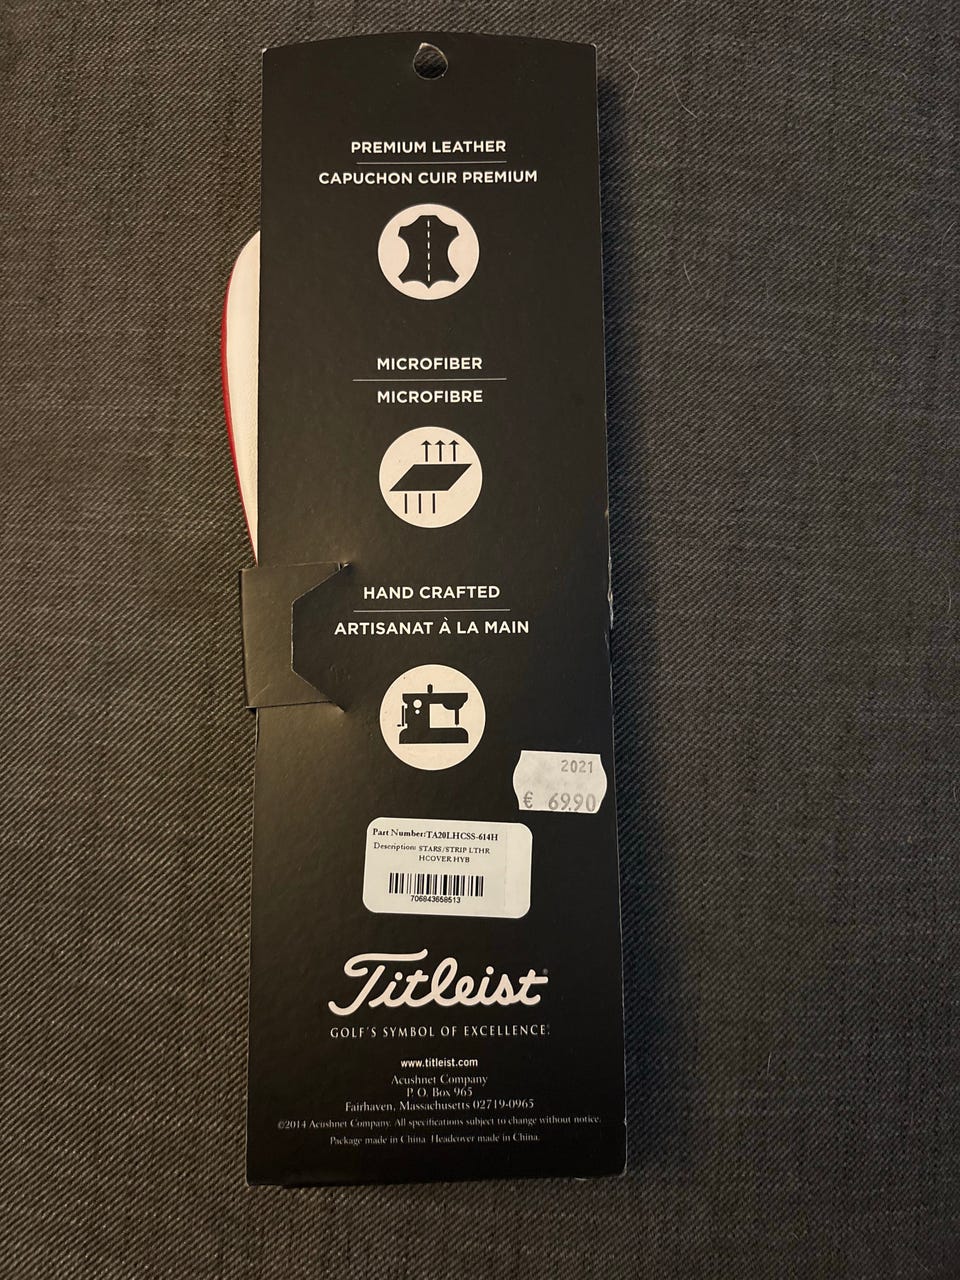 PREMIUM LEATHER
CAPUCHON CUIR PREMIUM
MICROFIBER
MICROFIBRE
HAND CRAFTED
ARTISANAT À LA MAIN
2021
€ 69.90
Part Number:TA20LHCSS-614H
Description: STARS/STRIP LTHR
HCOVER HYB
706843658513
Titleist®
GOLF'S SYMBOL OF EXCELLENCE®
www.titleist.com
Acushnet Company
P. O. Box 965
Fairhaven, Massachusetts 02719-0965
©2014 Acushnet Company. All specifications subject to change without notice.
Package made in China. Headcover made in China.